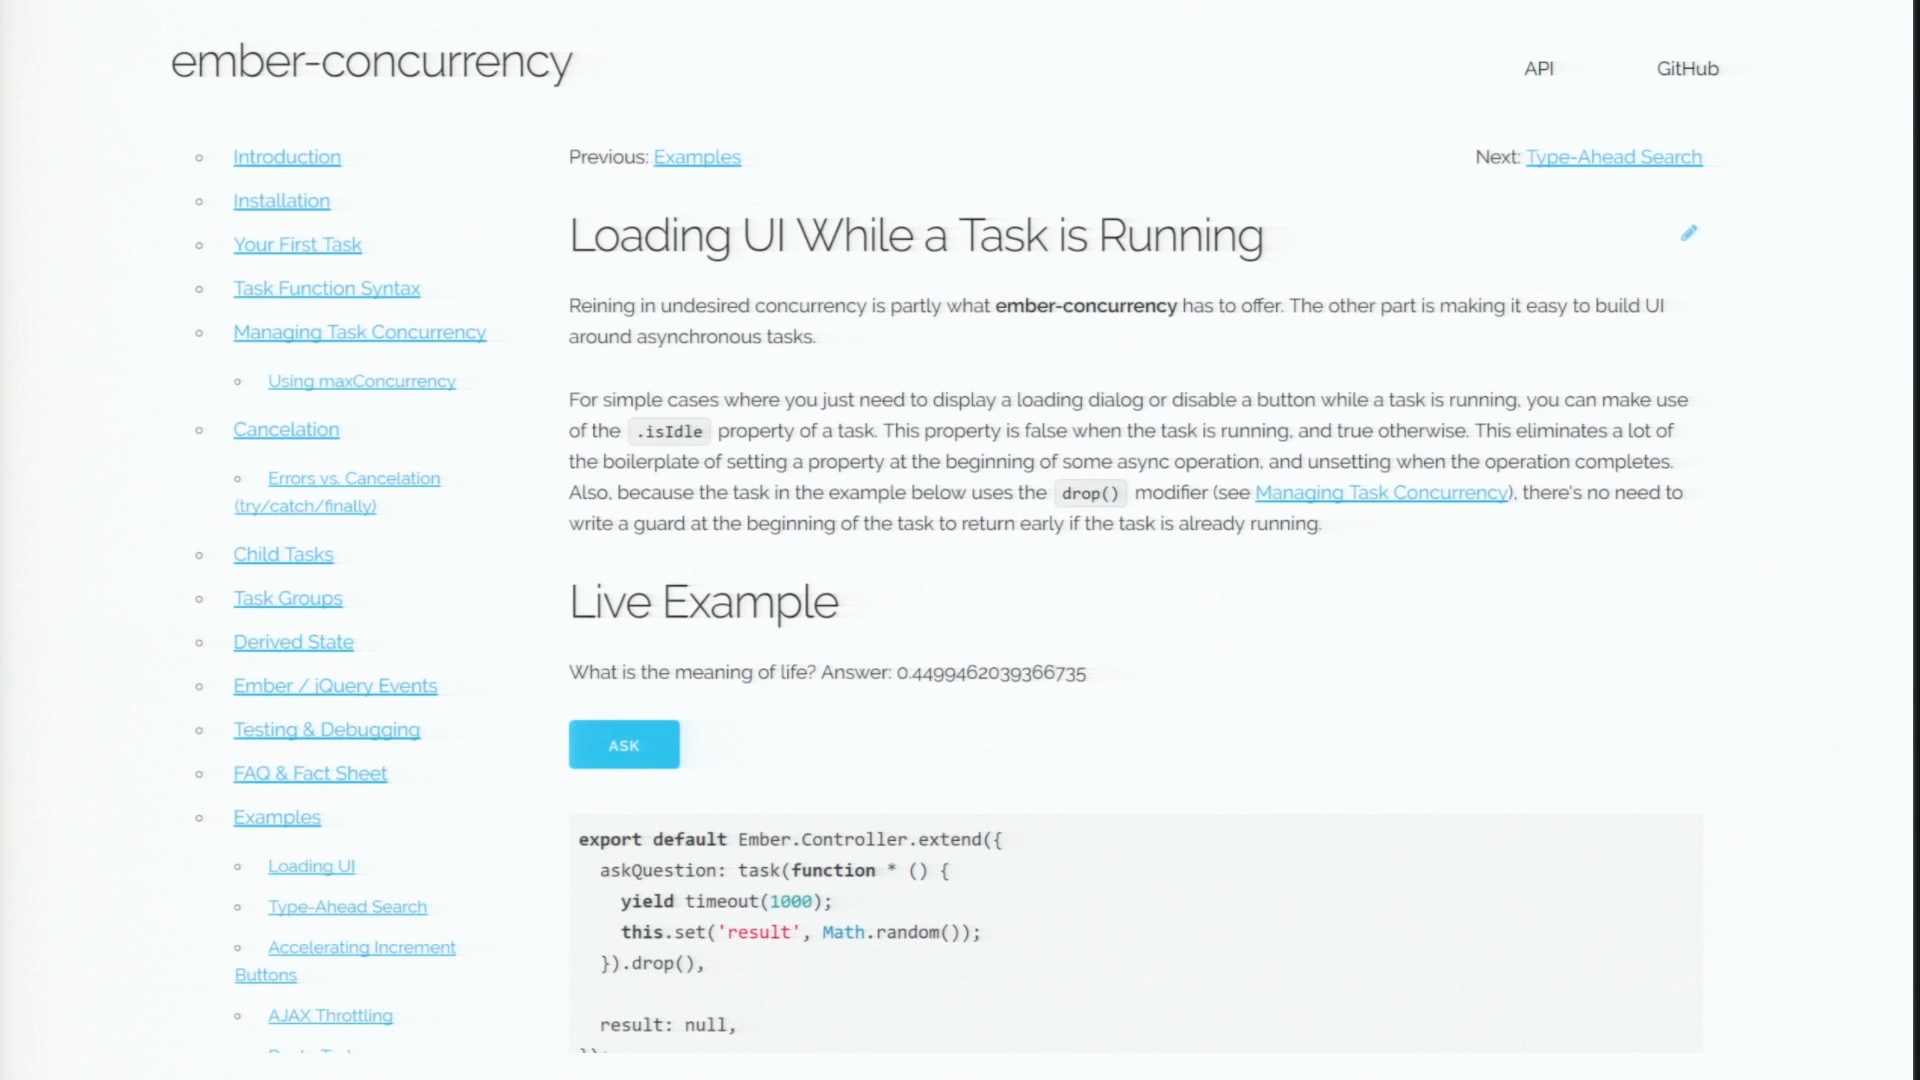 ember-concurrency
API
GitHub
Introduction
Installation
Your First Task
Task Function Syntax
Managing Task Concurrency
Using maxConcurrency
Cancelation
Errors vs. Cancelation
(try/catch/finally)
Child Tasks
Task Groups
Derived State
Ember / jQuery Events
Testing & Debugging
FAQ & Fact Sheet
Examples
Loading UI
Type-Ahead Search
Accelerating Increment
Buttons
AJAX Throttling
Previous: Examples
Next: Type-Ahead Search
Loading UI While a Task is Running
Reining in undesired concurrency is partly what ember-concurrency has to offer. The other part is making it easy to build UI
around asynchronous tasks.
For simple cases where you just need to display a loading dialog or disable a button while a task is running, you can make use
of the .isIdle property of a task. This property is false when the task is running, and true otherwise. This eliminates a lot of
the boilerplate of setting a property at the beginning of some async operation, and unsetting when the operation completes.
Also, because the task in the example below uses the drop() modifier (see Managing Task Concurrency), there's no need to
write a guard at the beginning of the task to return early if the task is already running.
Live Example
What is the meaning of life? Answer: 0.4499462039366735
ASK
export default Ember.Controller.extend({
askQuestion: task(function * () {
yield timeout(1000);
this.set('result', Math.random());
}).drop(),
result: null,